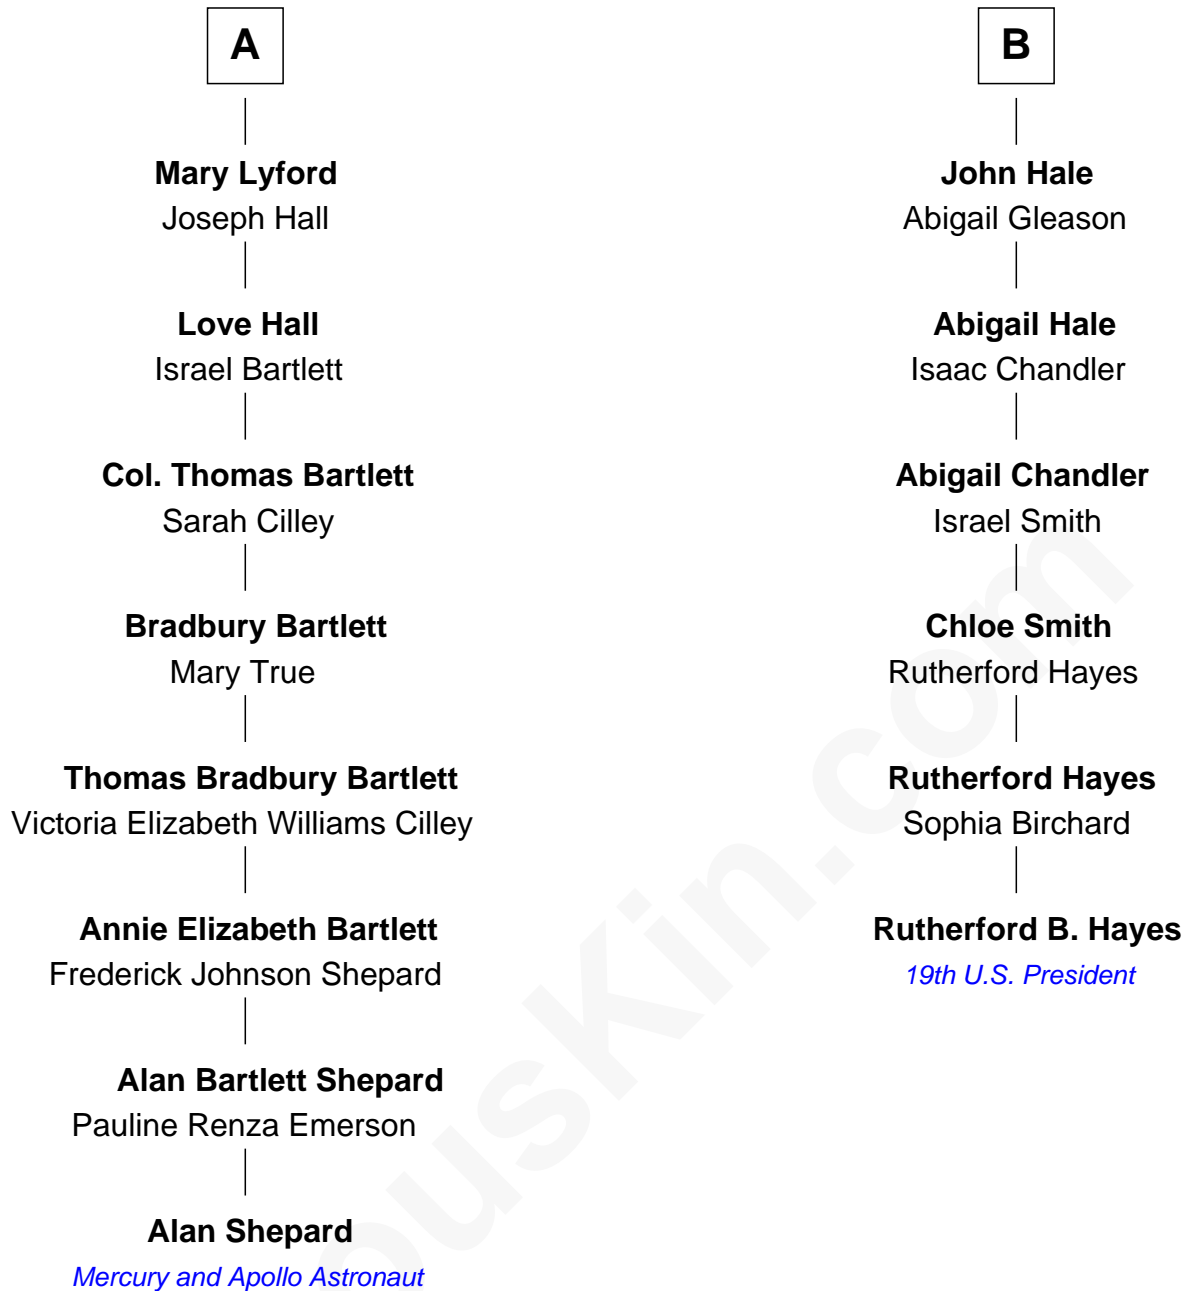 A
Mary Lyford
Joseph Hall
Love Hall
Israel Bartlett
Col. Thomas Bartlett
Sarah Cilley
Bradbury Bartlett
Mary True
Thomas Bradbury Bartlett
Victoria Elizabeth Williams Cilley
Annie Elizabeth Bartlett
Frederick Johnson Shepard
Alan Bartlett Shepard
Pauline Renza Emerson
Alan Shepard
Mercury and Apollo Astronaut
B
John Hale
Abigail Gleason
Abigail Hale
Isaac Chandler
Abigail Chandler
Israel Smith
Chloe Smith
Rutherford Hayes
Rutherford Hayes
Sophia Birchard
Rutherford B. Hayes
19th U.S. President
ousKin.com